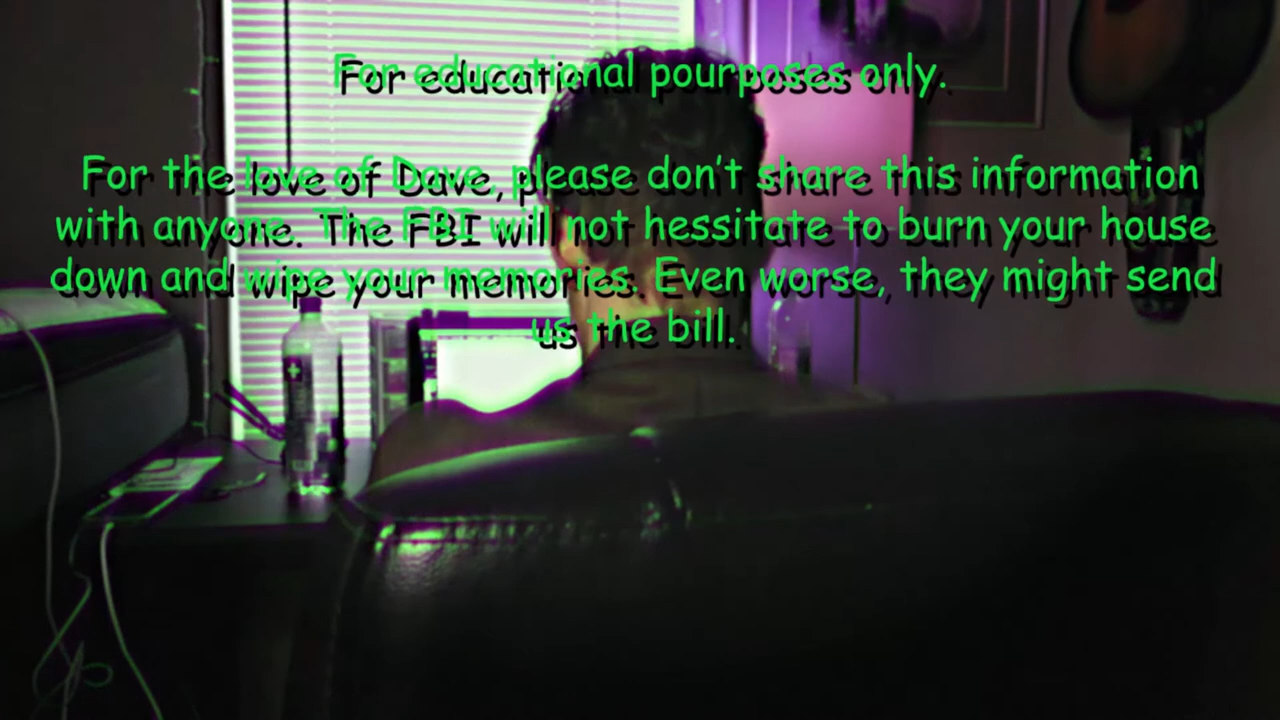 For educational pourposes only.
For the love of Dave, please don't share this information
with anyone. The FBI will not hessitate to burn your house
down and wipe your memories. Even worse, they might send
us the bill.